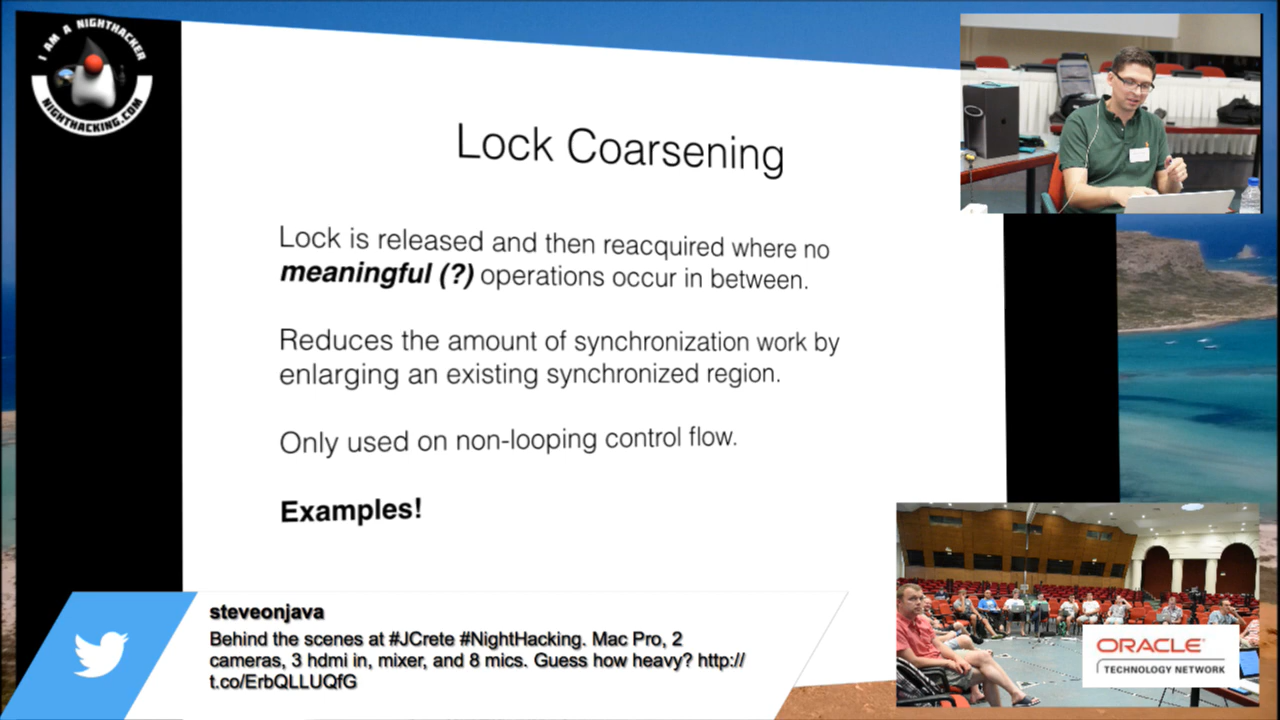 I AM A NIGHTHACKER
NIGHTHACKING.COM
Lock Coarsening
Lock is released and then reacquired where no
meaningful (?) operations occur in between.
Reduces the amount of synchronization work by
enlarging an existing synchronized region.
Only used on non-looping control flow.
Examples!
steveonjava
Behind the scenes at #JCrete #NightHacking. Mac Pro, 2
cameras, 3 hdmi in, mixer, and 8 mics. Guess how heavy? http://
t.co/ErbQLLUQfG
ORACLE
TECHNOLOGY NETWORK